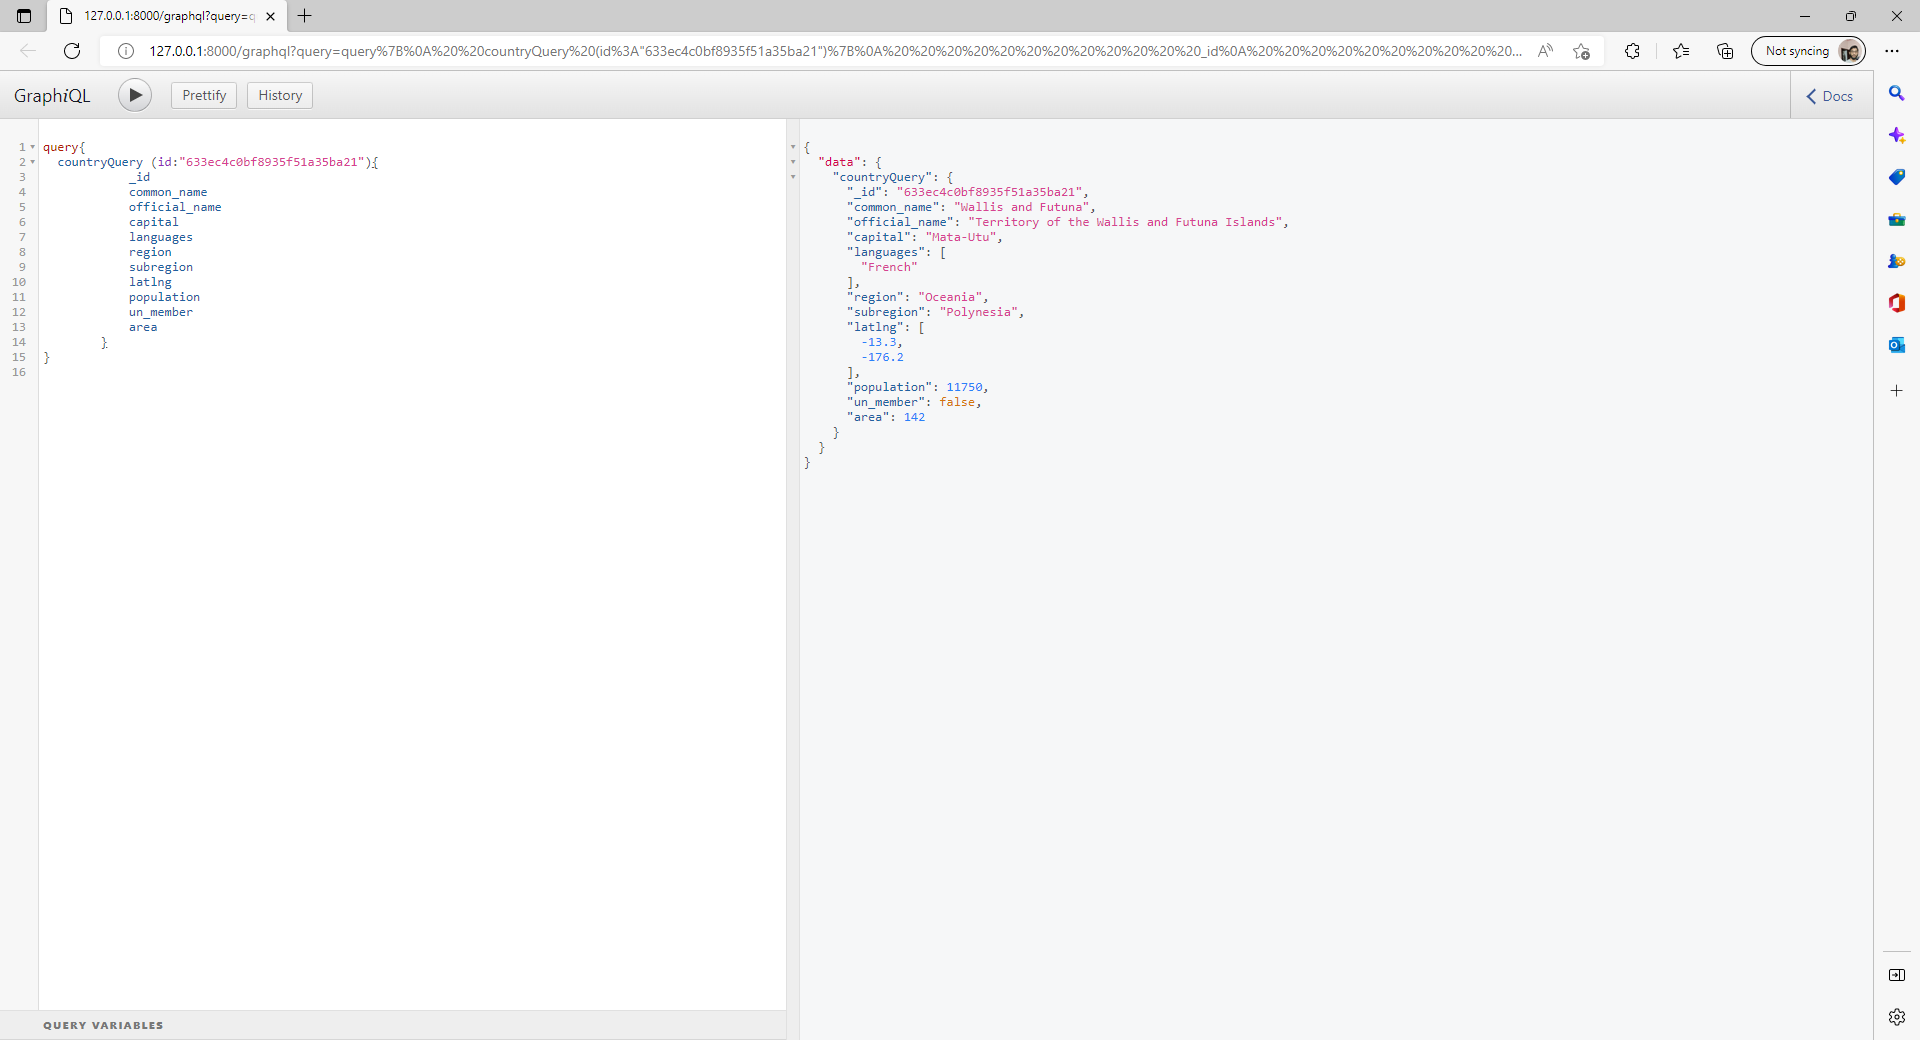 127.0.0.1:8000/graphql?query=q
127.0.0.1:8000/graphql?query=query%7B%0A%20%20countryQuery%20(id%3A"633ec4c0bf8935f51a35ba21")%7B%0A%20%20%20%20%20%20%20%20%20%20%20%20_id%0A%20%20%20%20%20%20%20%20%20%20...
Not syncing
GraphiQL
Prettify
History
Docs
1 query{
2 countryQuery (id:"633ec4c0bf8935f51a35ba21"){
3 _id
4 common_name
5 official_name
6 capital
7 languages
8 region
9 subregion
10 latlng
11 population
12 un_member
13 area
14 }
15 }
16
{
"data": {
"countryQuery": {
"_id": "633ec4c0bf8935f51a35ba21",
"common_name": "Wallis and Futuna",
"official_name": "Territory of the Wallis and Futuna Islands",
"capital": "Mata-Utu",
"languages": [
"French"
],
"region": "Oceania",
"subregion": "Polynesia",
"latlng": [
-13.3,
-176.2
],
"population": 11750,
"un_member": false,
"area": 142
}
}
}
QUERY VARIABLES